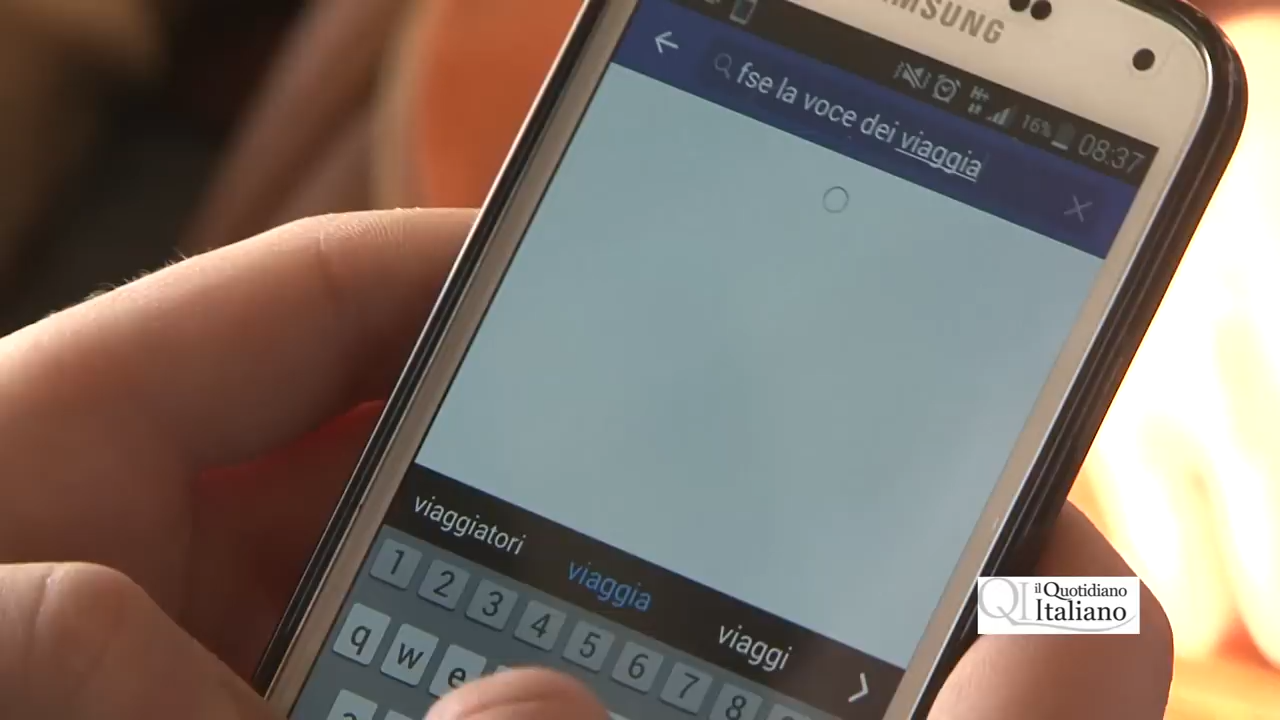 SAMSUNG
H+
16%
08:37
fse la voce dei viaggia
viaggiatori viaggia viaggi
1 2 3 4 5 6 7 8
q w e
QI il Quotidiano
Italiano